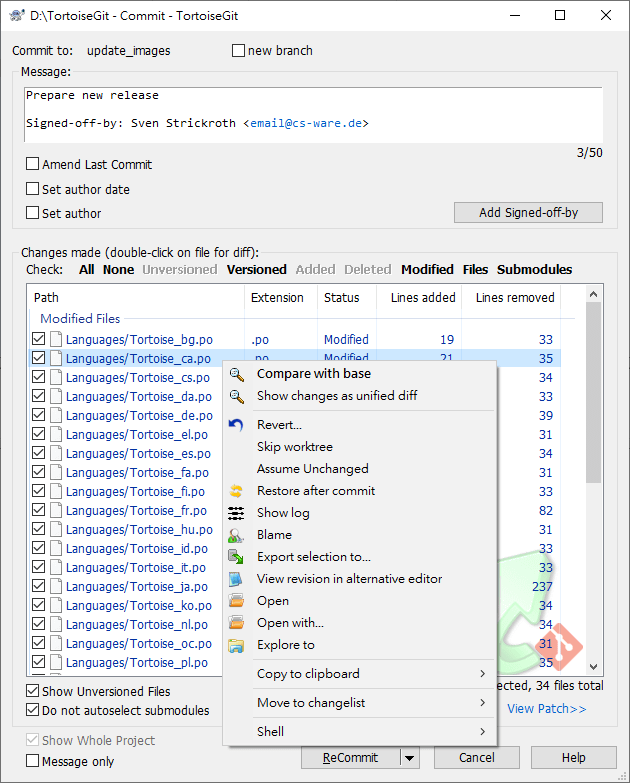 D:\TortoiseGit - Commit - TortoiseGit
Commit to: update_images new branch
Message:
Prepare new release
Signed-off-by: Sven Strickroth <email@cs-ware.de>
3/50
Amend Last Commit
Set author date
Set author
Add Signed-off-by
Changes made (double-click on file for diff):
Check: All None Unversioned Versioned Added Deleted Modified Files Submodules
Path Extension Status Lines added Lines removed
Modified Files
Languages/Tortoise_bg.po .po Modified 19 33
Languages/Tortoise_ca.po .po Modified 21 35
Languages/Tortoise_cs.po 34
Languages/Tortoise_da.po 33
Languages/Tortoise_de.po 39
Languages/Tortoise_el.po 31
Languages/Tortoise_es.po 34
Languages/Tortoise_fa.po 31
Languages/Tortoise_fi.po 33
Languages/Tortoise_fr.po 82
Languages/Tortoise_hu.po 31
Languages/Tortoise_id.po 33
Languages/Tortoise_it.po 33
Languages/Tortoise_ja.po 237
Languages/Tortoise_ko.po 34
Languages/Tortoise_nl.po 34
Languages/Tortoise_oc.po 31
Languages/Tortoise_pl.po 35
Compare with base
Show changes as unified diff
Revert...
Skip worktree
Assume Unchanged
Restore after commit
Show log
Blame
Export selection to...
View revision in alternative editor
Open
Open with...
Explore to
Copy to clipboard
Move to changelist
Shell
Show Unversioned Files
ected, 34 files total
Do not autoselect submodules
View Patch>>
Show Whole Project
Message only
ReCommit
Cancel
Help